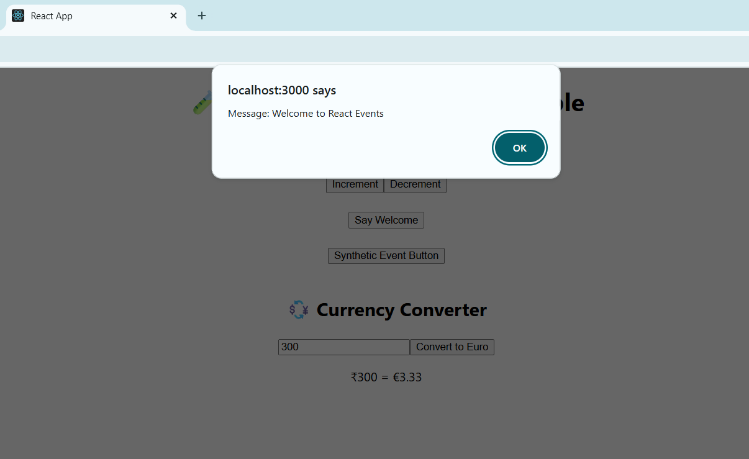 React App
localhost:3000 says
Message: Welcome to React Events
OK
Increment Decrement
Say Welcome
Synthetic Event Button
Currency Converter
300 Convert to Euro
₹300 = €3.33